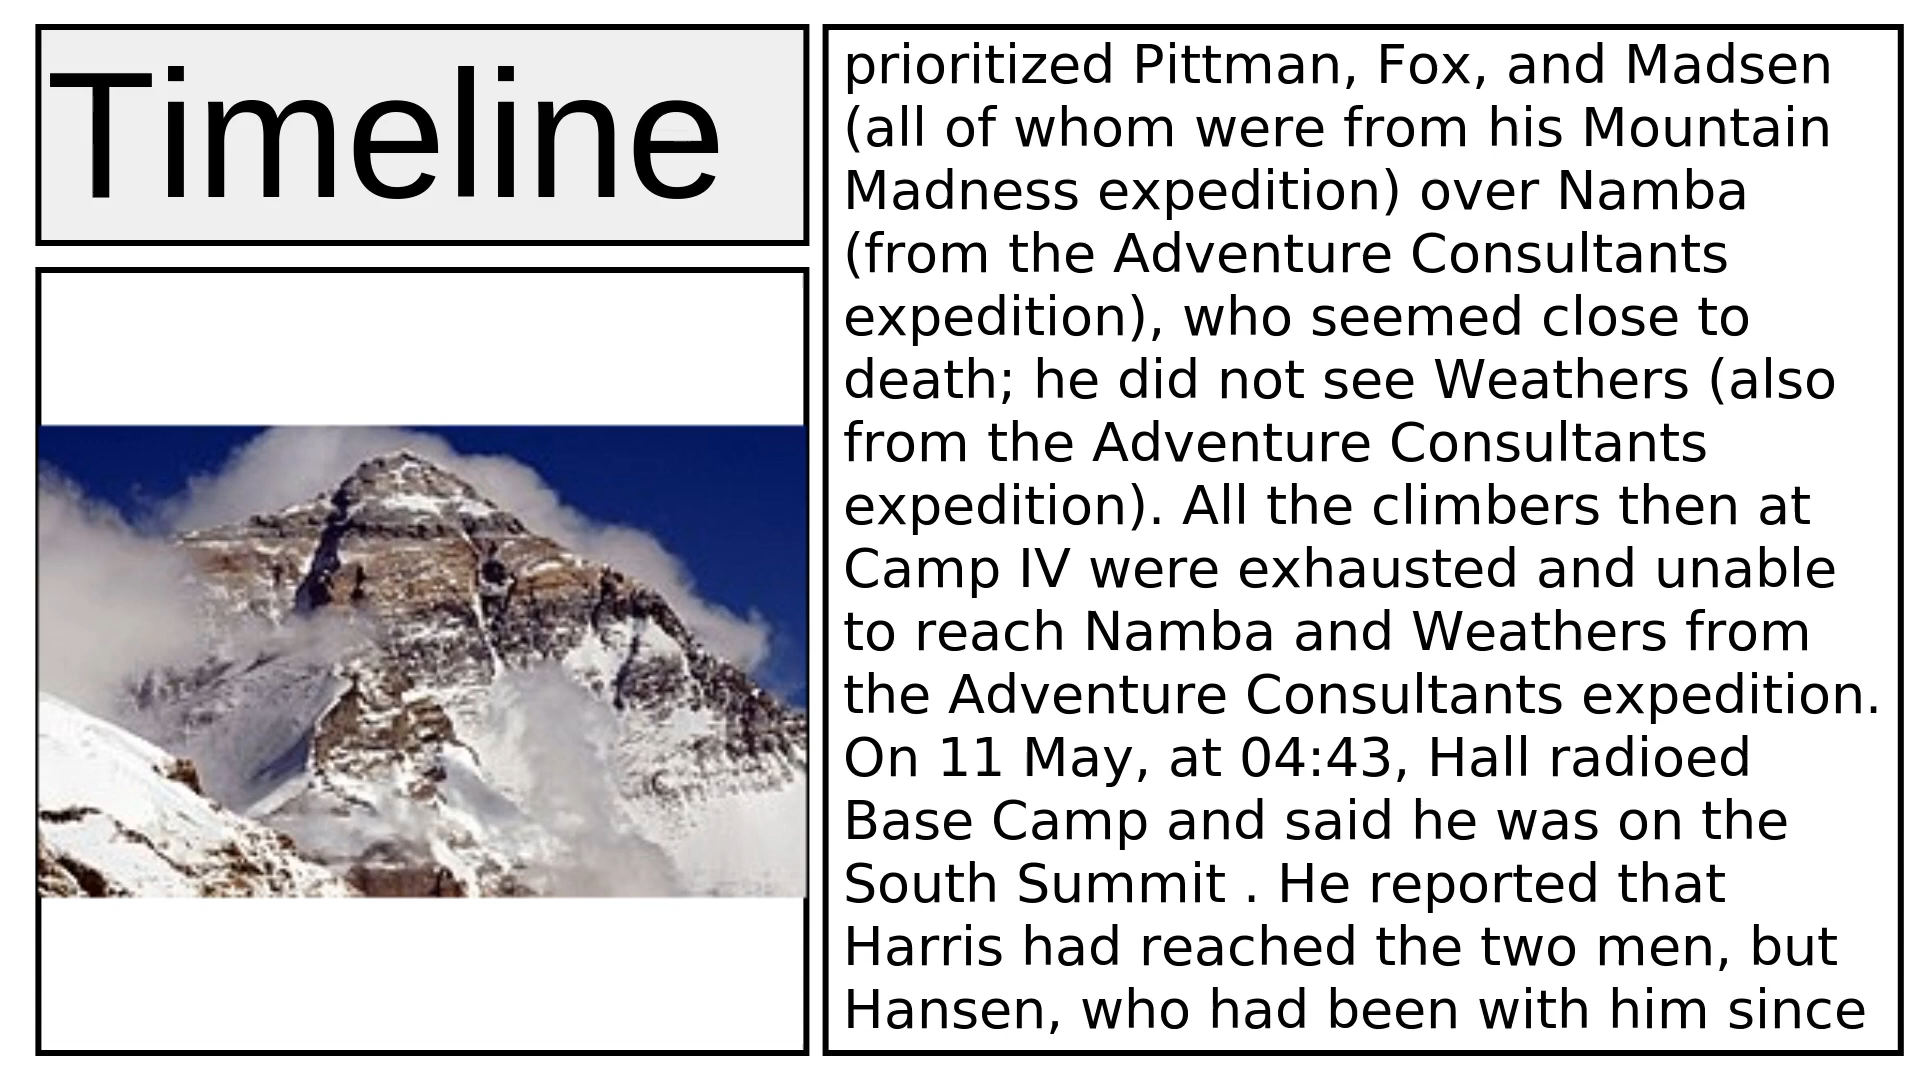 Timeline
prioritized Pittman, Fox, and Madsen
(all of whom were from his Mountain
Madness expedition) over Namba
(from the Adventure Consultants
expedition), who seemed close to
death; he did not see Weathers (also
from the Adventure Consultants
expedition). All the climbers then at
Camp IV were exhausted and unable
to reach Namba and Weathers from
the Adventure Consultants expedition.
On 11 May, at 04:43, Hall radioed
Base Camp and said he was on the
South Summit . He reported that
Harris had reached the two men, but
Hansen, who had been with him since